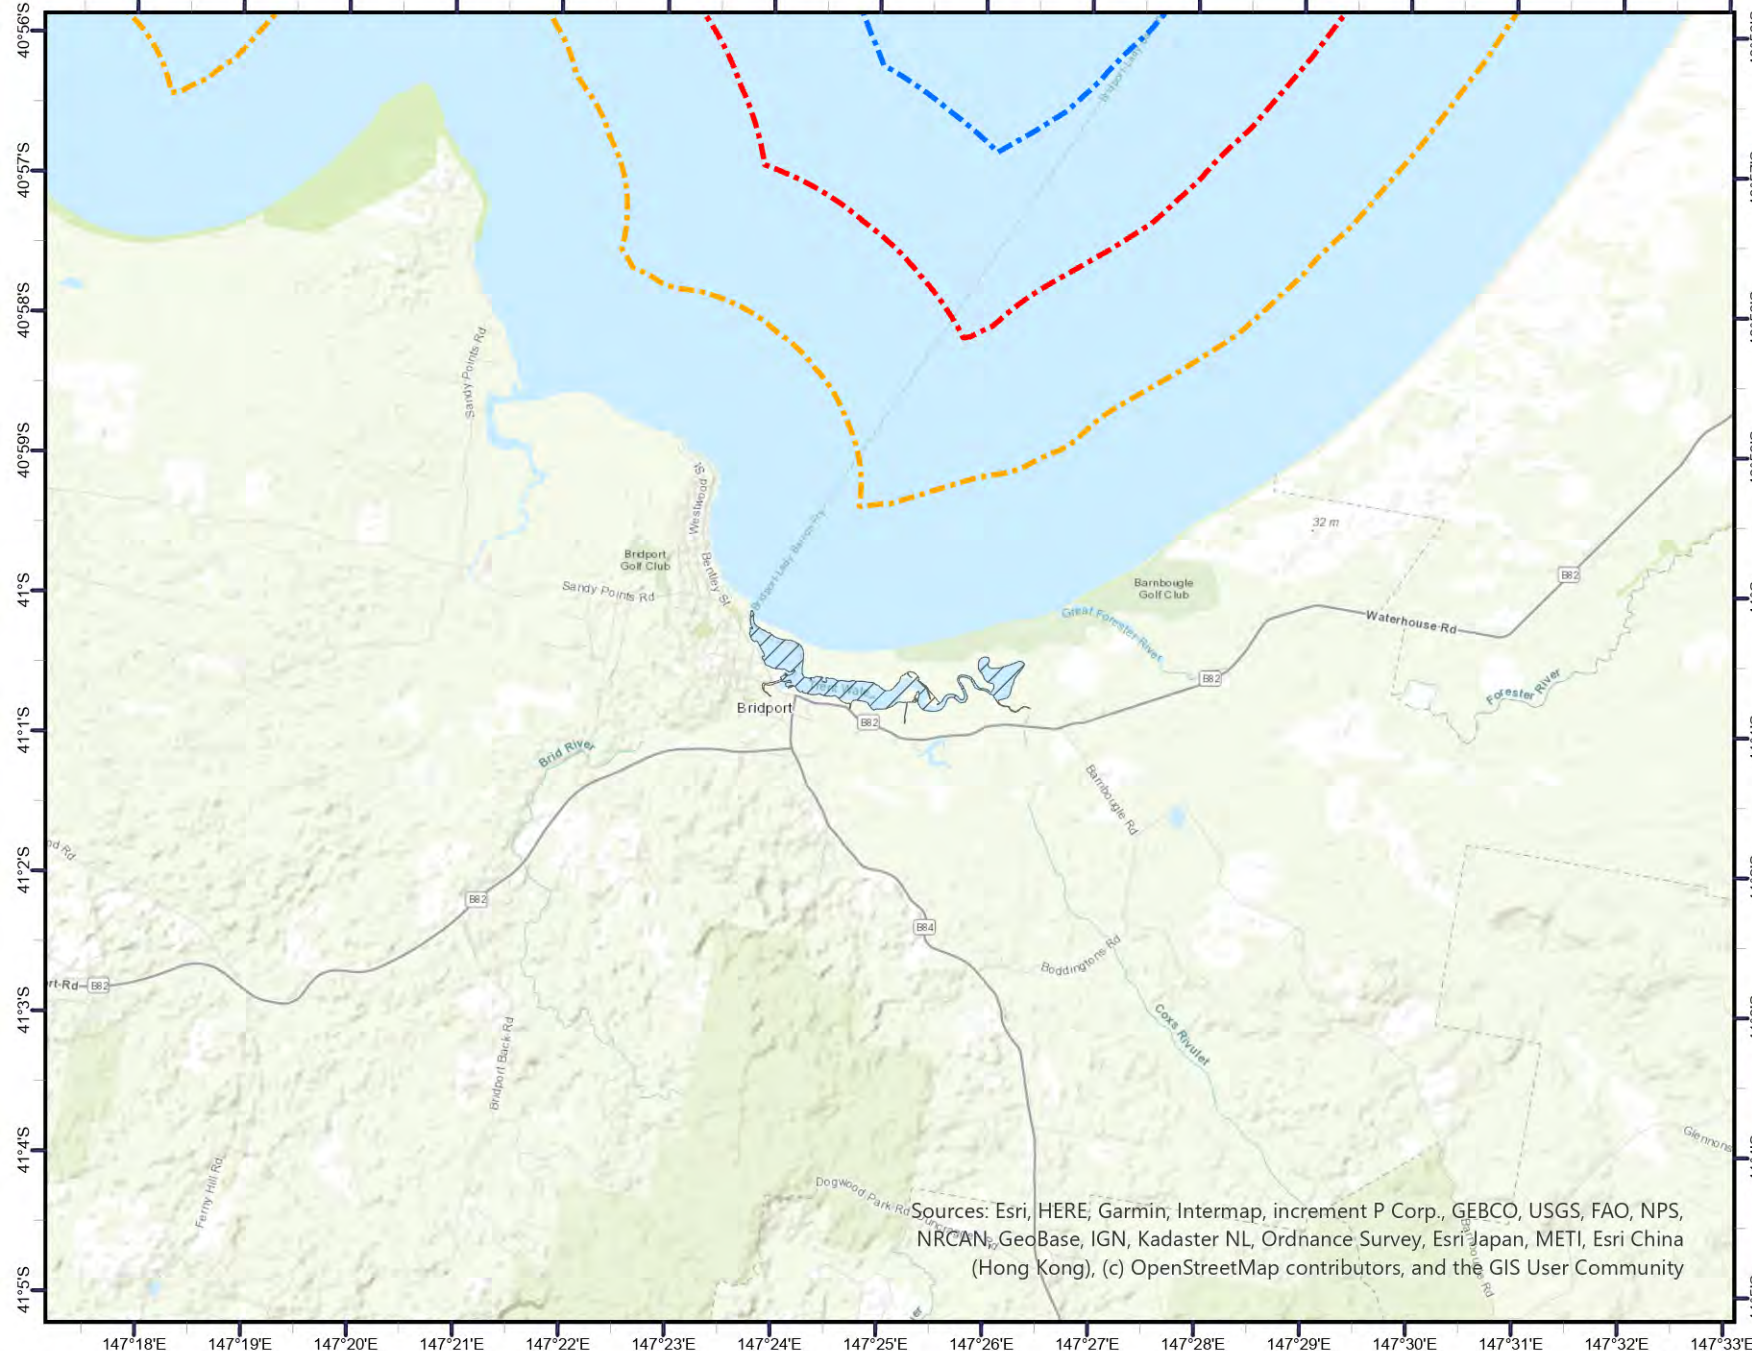 40°56'S
40°57'S
40°58'S
40°59'S
41°S
41°1'S
41°2'S
41°3'S
41°4'S
41°5'S
Sandy Points Rd
Westwood St
Bentley St
Bridport
Golf Club
Sandy Points Rd
Bridport-Lady Barron Fry
32 m
Barnbougle
Golf Club
Great Forester River
B82
Waterhouse Rd
B82
Forester River
Bridport
B82
Brid River
Barnbougle Rd
B82
B84
Boddingtons Rd
B82
Coxs Rivulet
Bridport Back Rd
Ferny Hill Rd
Glennons
Dogwood Park Rd
Sources: Esri, HERE, Garmin, Intermap, increment P Corp., GEBCO, USGS, FAO, NPS,
NRCAN, GeoBase, IGN, Kadaster NL, Ordnance Survey, Esri Japan, METI, Esri China
(Hong Kong), (c) OpenStreetMap contributors, and the GIS User Community
147°18'E 147°19'E 147°20'E 147°21'E 147°22'E 147°23'E 147°24'E 147°25'E 147°26'E 147°27'E 147°28'E 147°29'E 147°30'E 147°31'E 147°32'E 147°33'E